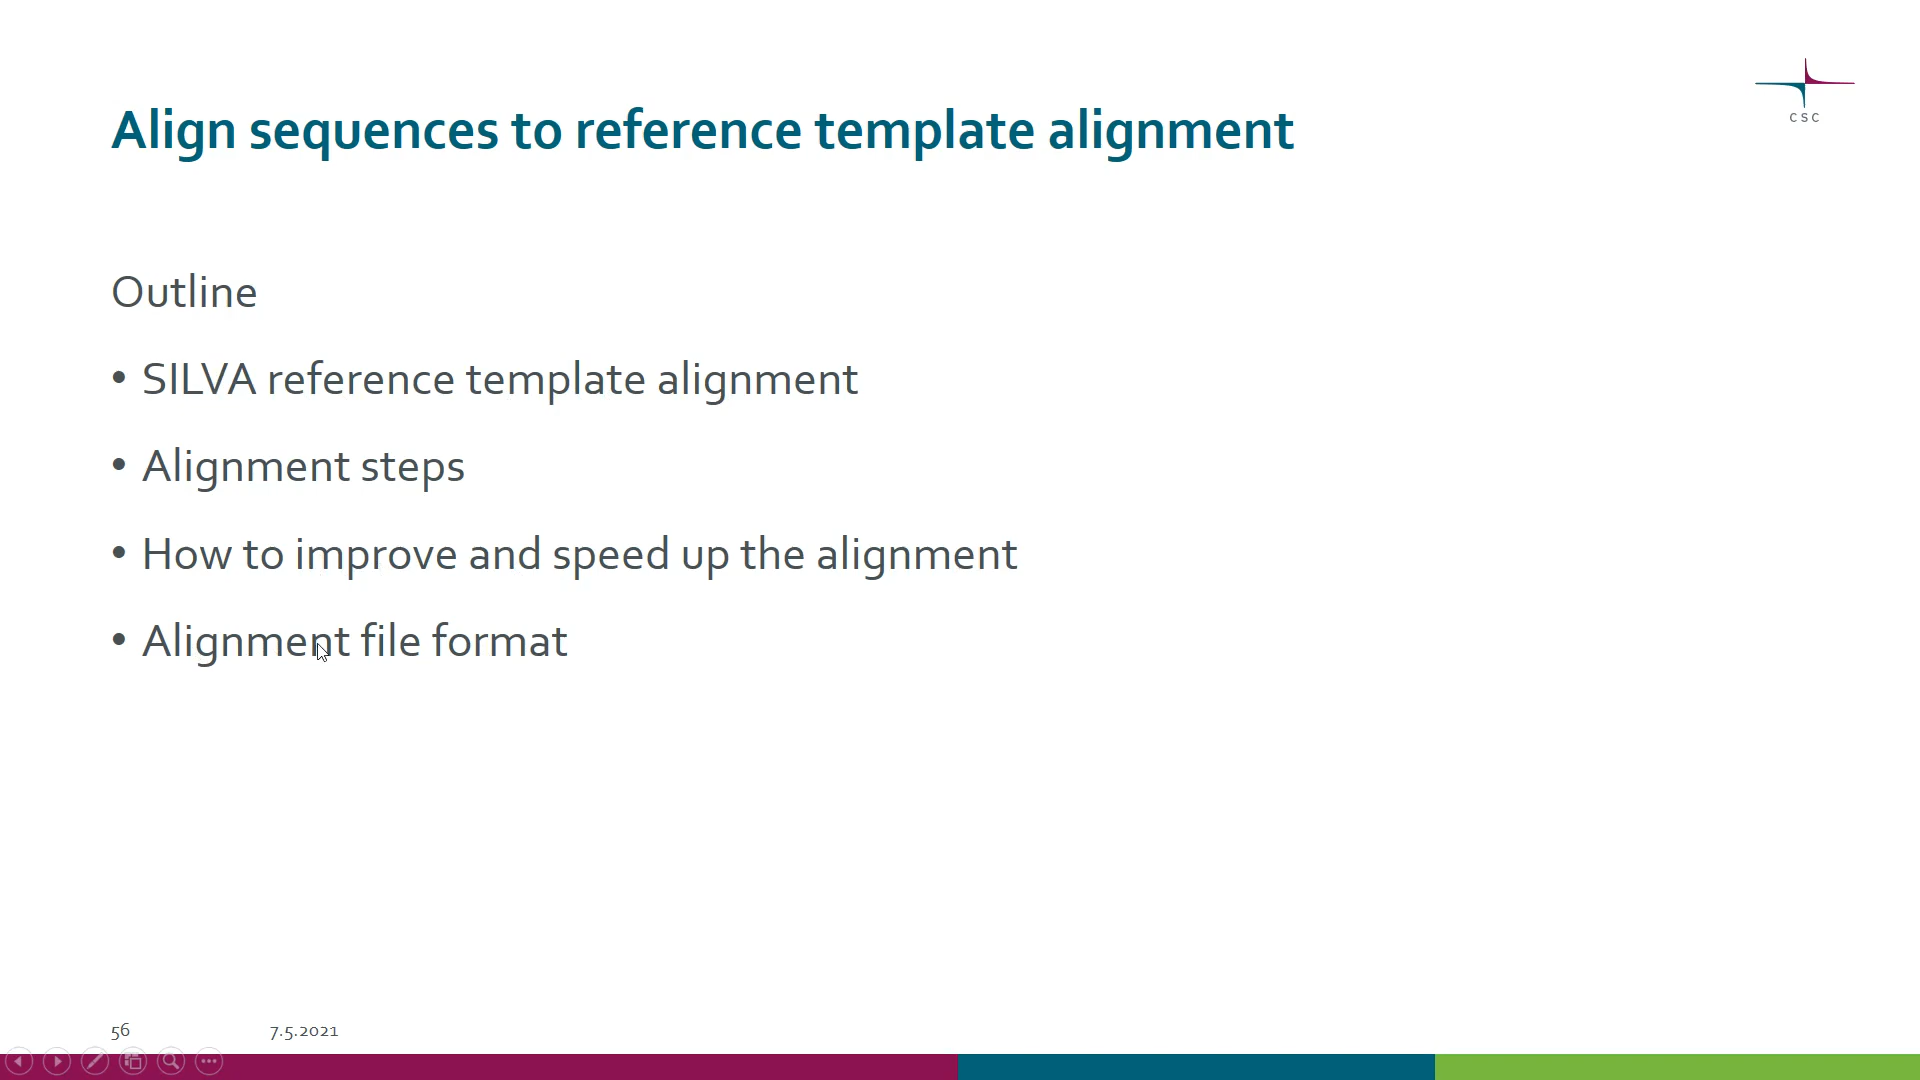 CSC
Align sequences to reference template alignment
Outline
• SILVA reference template alignment
• Alignment steps
• How to improve and speed up the alignment
• Alignment file format
56 7.5.2021